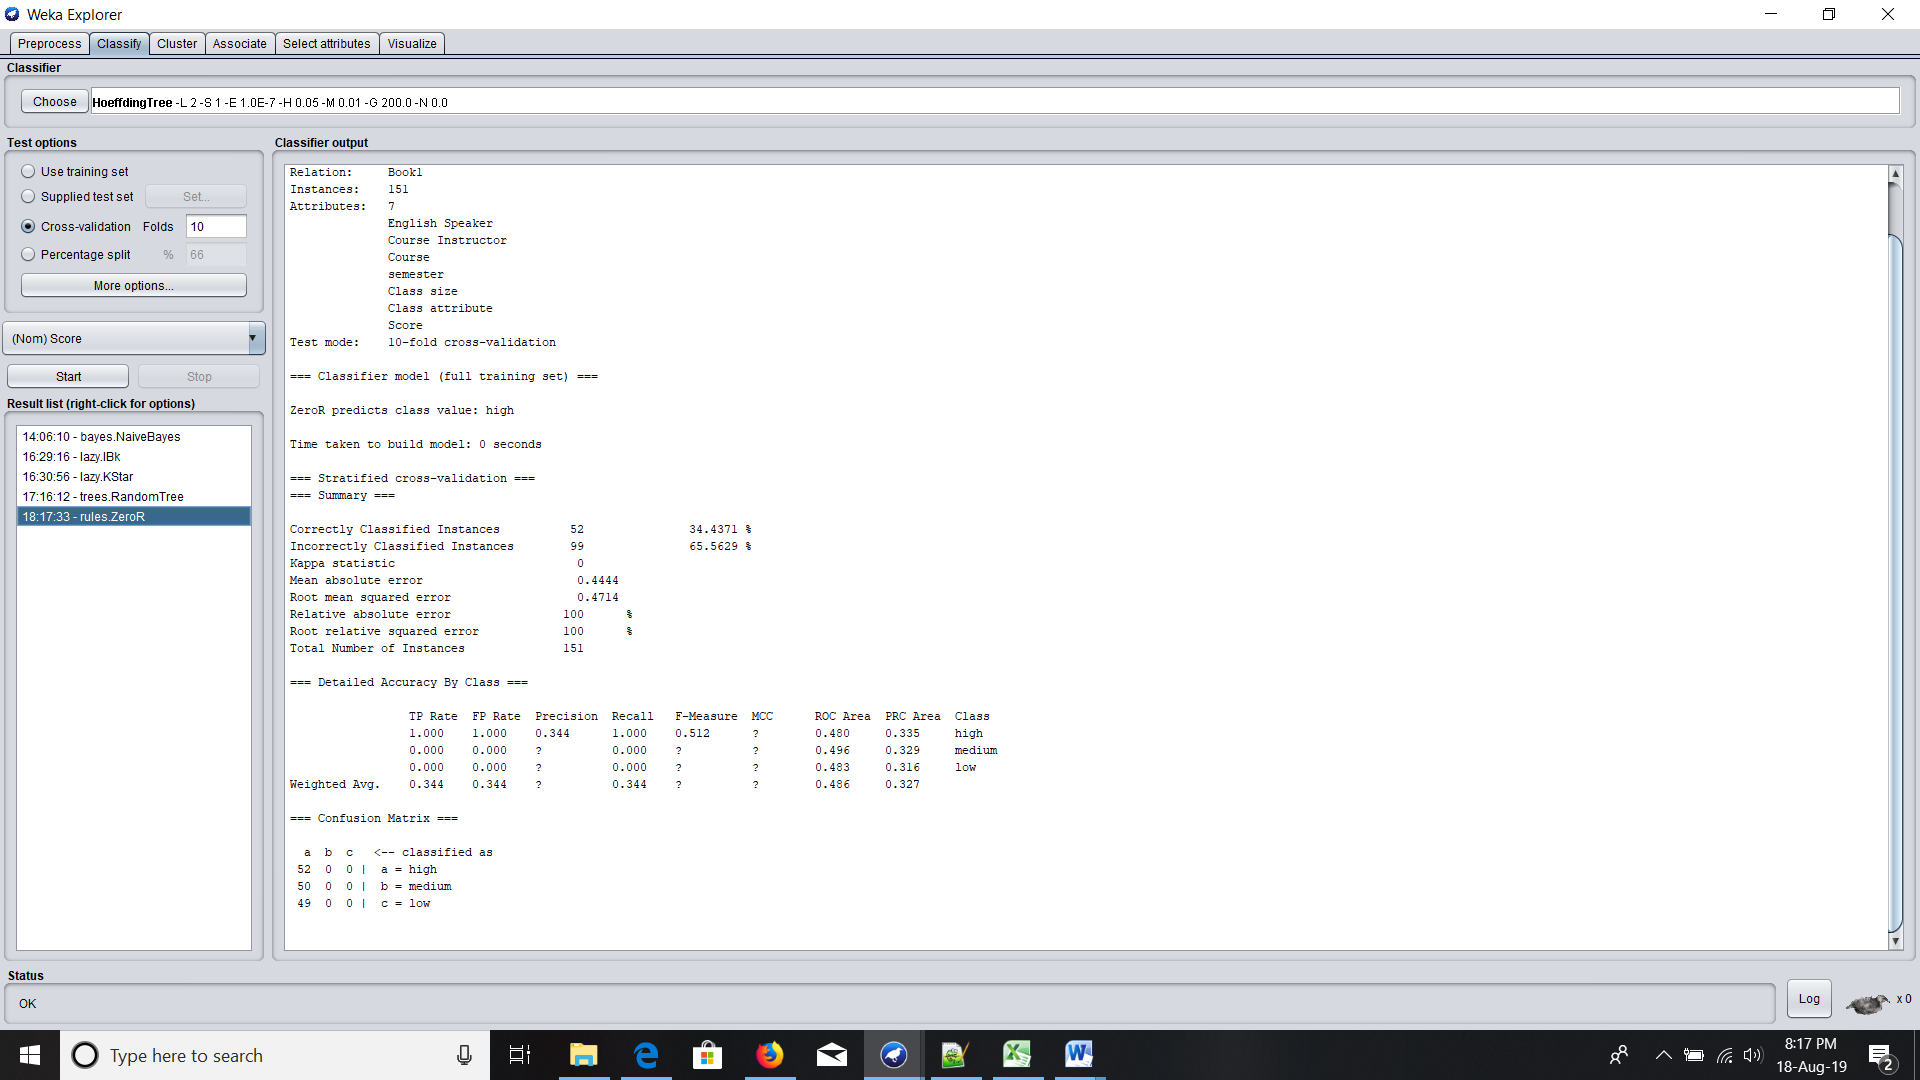 Weka Explorer
Preprocess Classify Cluster Associate Select attributes Visualize
Classifier
Choose HoeffdingTree -L 2 -S 1 -E 1.0E-7 -H 0.05 -M 0.01 -G 200.0 -N 0.0
Test options
Use training set
Supplied test set Set...
Cross-validation Folds 10
Percentage split % 66
More options...
(Nom) Score
Start Stop
Result list (right-click for options)
14:06:10 - bayes.NaiveBayes
16:29:16 - lazy.IBk
16:30:56 - lazy.KStar
17:16:12 - trees.RandomTree
18:17:33 - rules.ZeroR
Classifier output
Relation: Book1
Instances: 151
Attributes: 7
English Speaker
Course Instructor
Course
semester
Class size
Class attribute
Score
Test mode: 10-fold cross-validation
=== Classifier model (full training set) ===
ZeroR predicts class value: high
Time taken to build model: 0 seconds
=== Stratified cross-validation ===
=== Summary ===
Correctly Classified Instances 52 34.4371 %
Incorrectly Classified Instances 99 65.5629 %
Kappa statistic 0
Mean absolute error 0.4444
Root mean squared error 0.4714
Relative absolute error 100 %
Root relative squared error 100 %
Total Number of Instances 151
=== Detailed Accuracy By Class ===
TP Rate FP Rate Precision Recall F-Measure MCC ROC Area PRC Area Class
1.000 1.000 0.344 1.000 0.512 ? 0.480 0.335 high
0.000 0.000 ? 0.000 ? ? 0.496 0.329 medium
0.000 0.000 ? 0.000 ? ? 0.483 0.316 low
Weighted Avg. 0.344 0.344 ? 0.344 ? ? 0.486 0.327
=== Confusion Matrix ===
a b c <-- classified as
52 0 0 | a = high
50 0 0 | b = medium
49 0 0 | c = low
Status
OK
Log x 0
Type here to search
8:17 PM
18-Aug-19
2